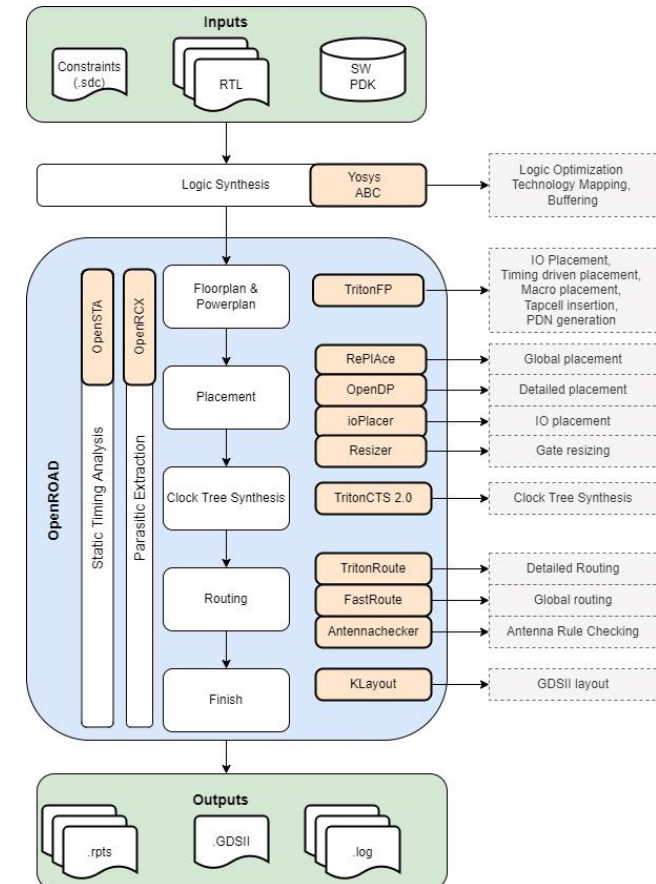 Inputs
Constraints
(.sdc)
RTL
SW
PDK
Logic Synthesis
Yosys
ABC
Logic Optimization
Technology Mapping,
Buffering
OpenROAD
OpenSTA
Static Timing Analysis
OpenRCX
Parasitic Extraction
Floorplan &
Powerplan
TritonFP
IO Placement,
Timing driven placement,
Macro placement,
Tapcell insertion,
PDN generation
Placement
RePlAce
Global placement
OpenDP
Detailed placement
ioPlacer
IO placement
Resizer
Gate resizing
Clock Tree Synthesis
TritonCTS 2.0
Clock Tree Synthesis
Routing
TritonRoute
Detailed Routing
FastRoute
Global routing
Antennachecker
Antenna Rule Checking
Finish
KLayout
GDSII layout
Outputs
.rpts
.GDSII
.log